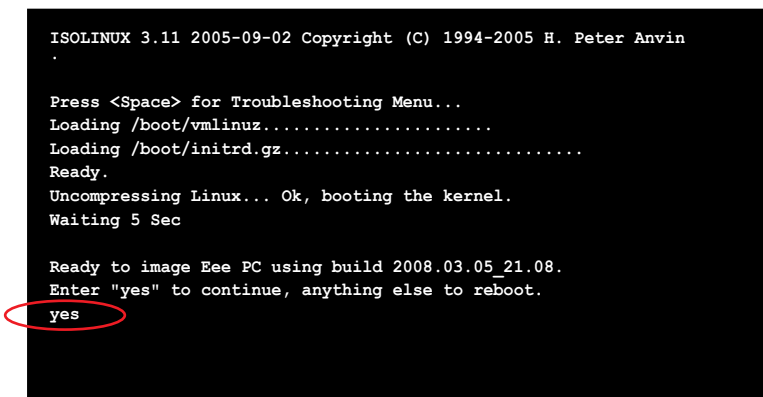 ISOLINUX 3.11 2005-09-02 Copyright (C) 1994-2005 H. Peter Anvin
.
Press <Space> for Troubleshooting Menu...
Loading /boot/vmlinuz.......................
Loading /boot/initrd.gz..............................
Ready.
Uncompressing Linux... Ok, booting the kernel.
Waiting 5 Sec
Ready to image Eee PC using build 2008.03.05_21.08.
Enter "yes" to continue, anything else to reboot.
yes